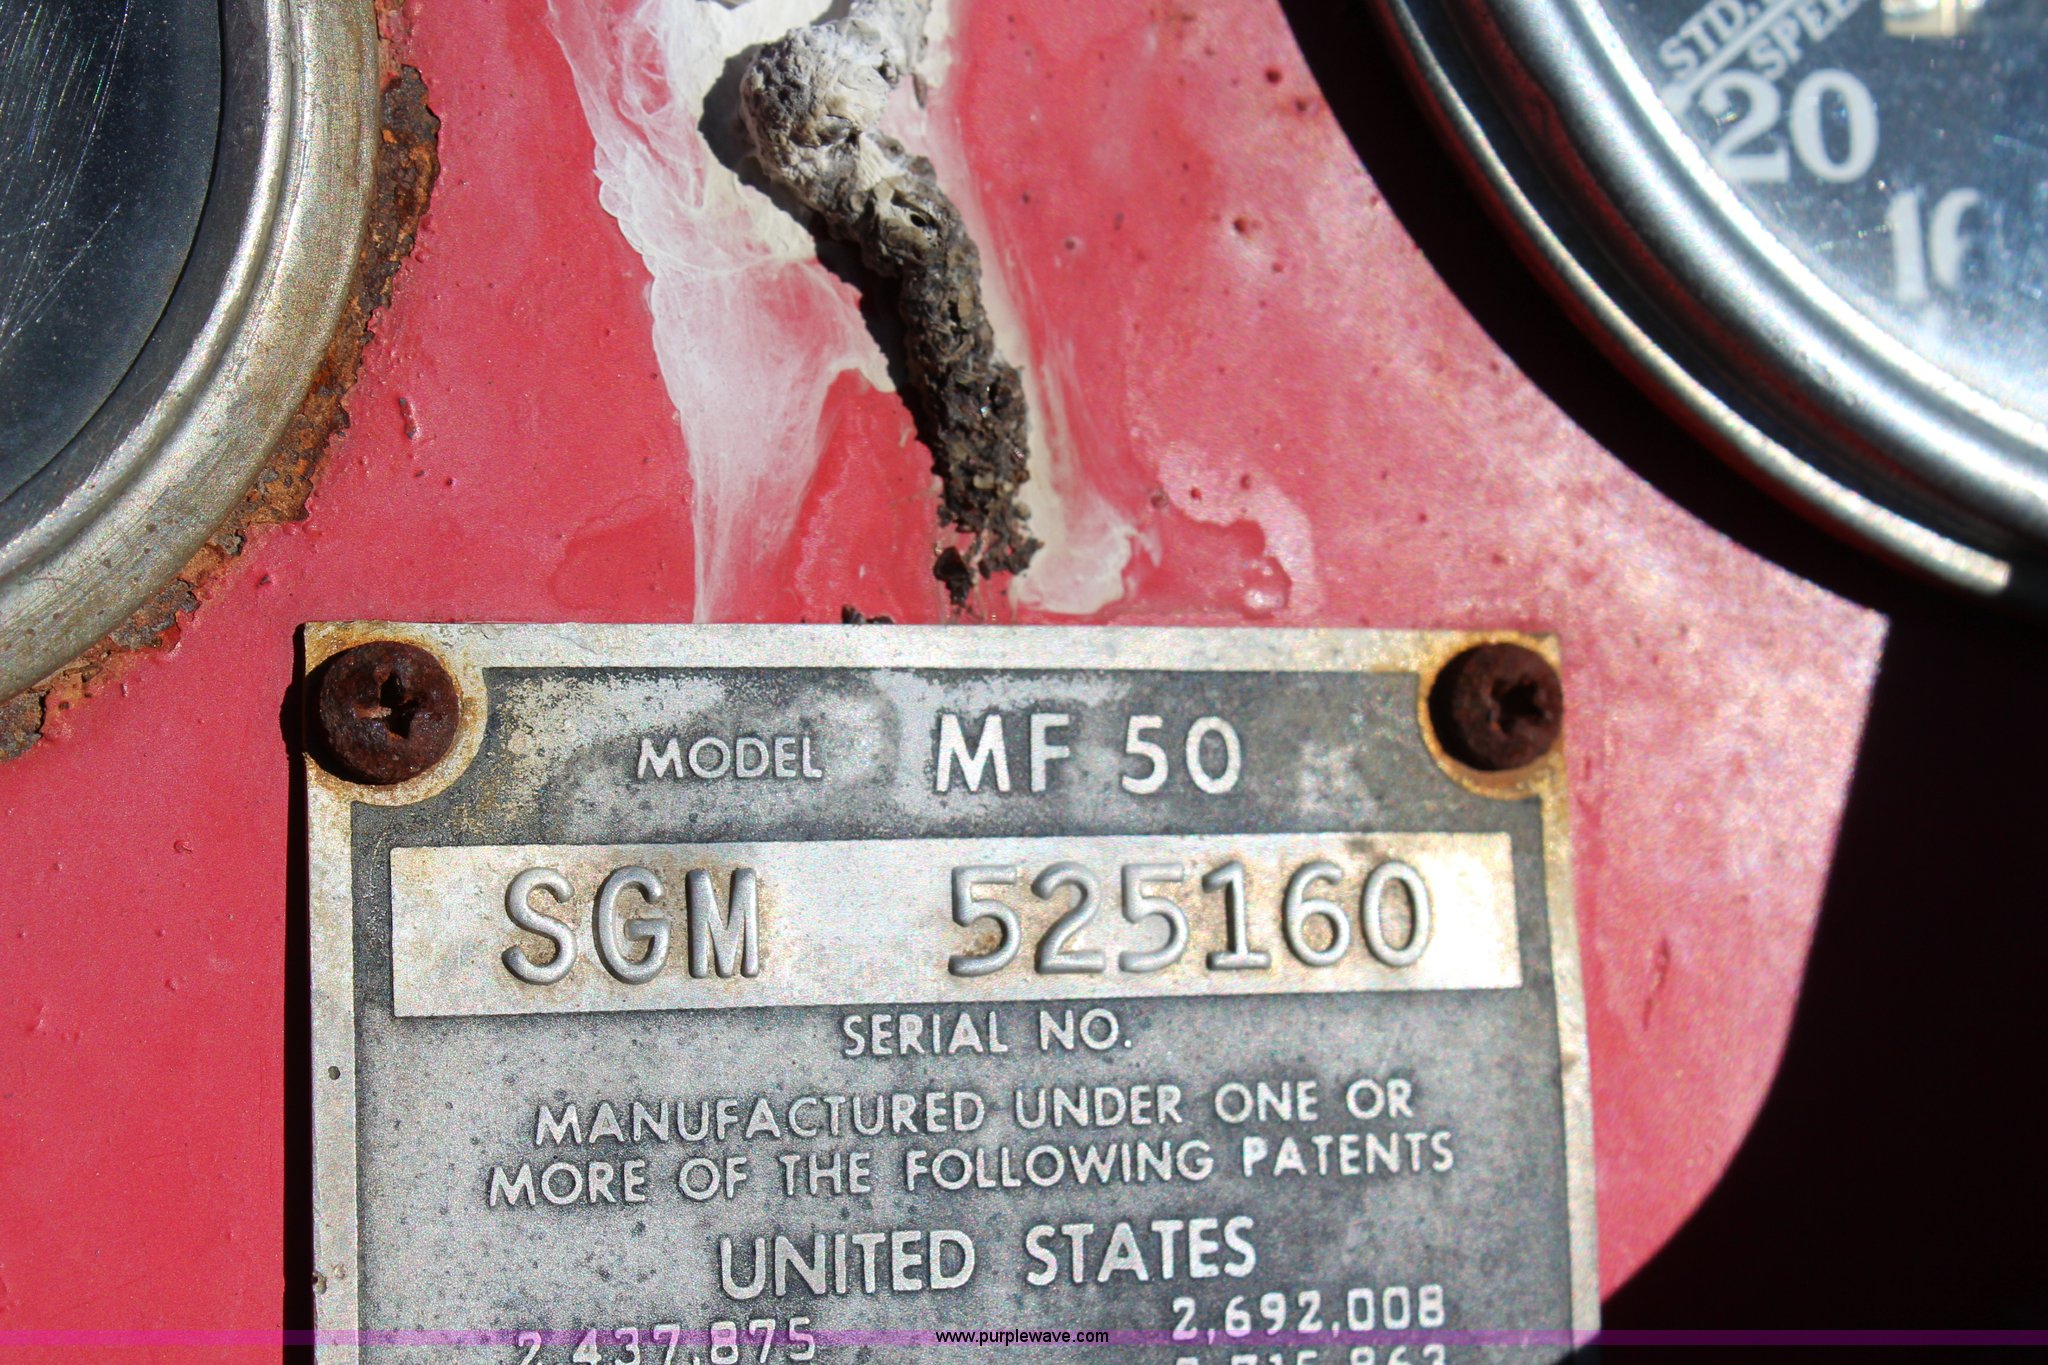 STD.
20
MODEL MF 50
SGM 525160
SERIAL NO.
MANUFACTURED UNDER ONE OR
MORE OF THE FOLLOWING PATENTS
UNITED STATES
2,437,875 2,692,008
www.purplewave.com